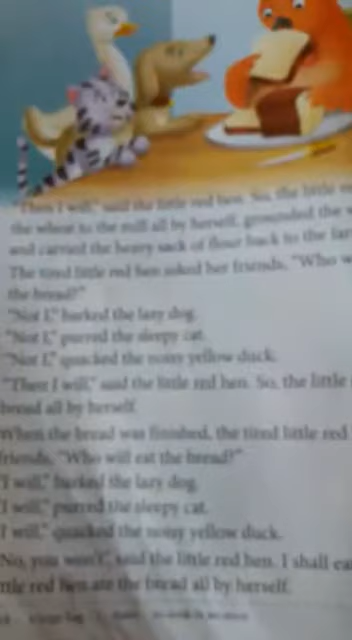 "Then I will," said the little red hen. So, the little
the wheat to the mill all by herself, grounded the
and carried the heavy sack of flour back to the
The tired little red hen asked her friends, "Who
the bread?"
"Not I," barked the lazy dog.
"Not I," purred the sleepy cat.
"Not I," quacked the noisy yellow duck.
"Then I will," said the little red hen. So, the little
bread all by herself.
When the bread was finished, the tired little red
friends, "Who will eat the bread?"
"I will," barked the lazy dog.
"I will," purred the sleepy cat.
I will," quacked the noisy yellow duck.
No, you won't", said the little red hen. I shall
red hen ate the bread all by herself.